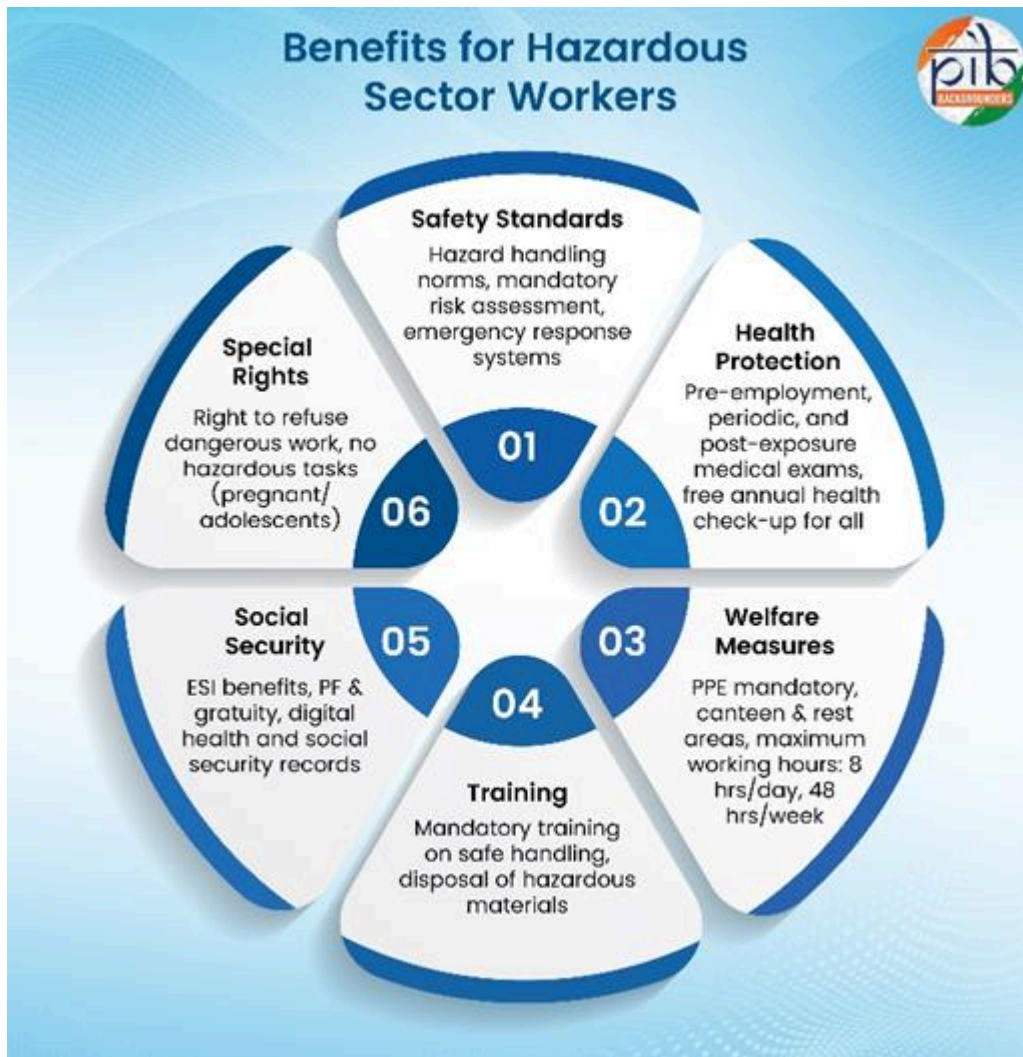 Benefits for Hazardous
Sector Workers
pib
BACKGROUNDERS
Safety Standards
Hazard handling
norms, mandatory
risk assessment,
emergency response
systems
01
Health
Protection
Pre-employment,
periodic, and
post-exposure
medical exams,
free annual health
check-up for all
02
Welfare
Measures
PPE mandatory,
canteen & rest
areas, maximum
working hours: 8
hrs/day, 48
hrs/week
03
Training
Mandatory training
on safe handling,
disposal of hazardous
materials
04
Social
Security
ESI benefits, PF &
gratuity, digital
health and social
security records
05
Special
Rights
Right to refuse
dangerous work, no
hazardous tasks
(pregnant/
adolescents)
06